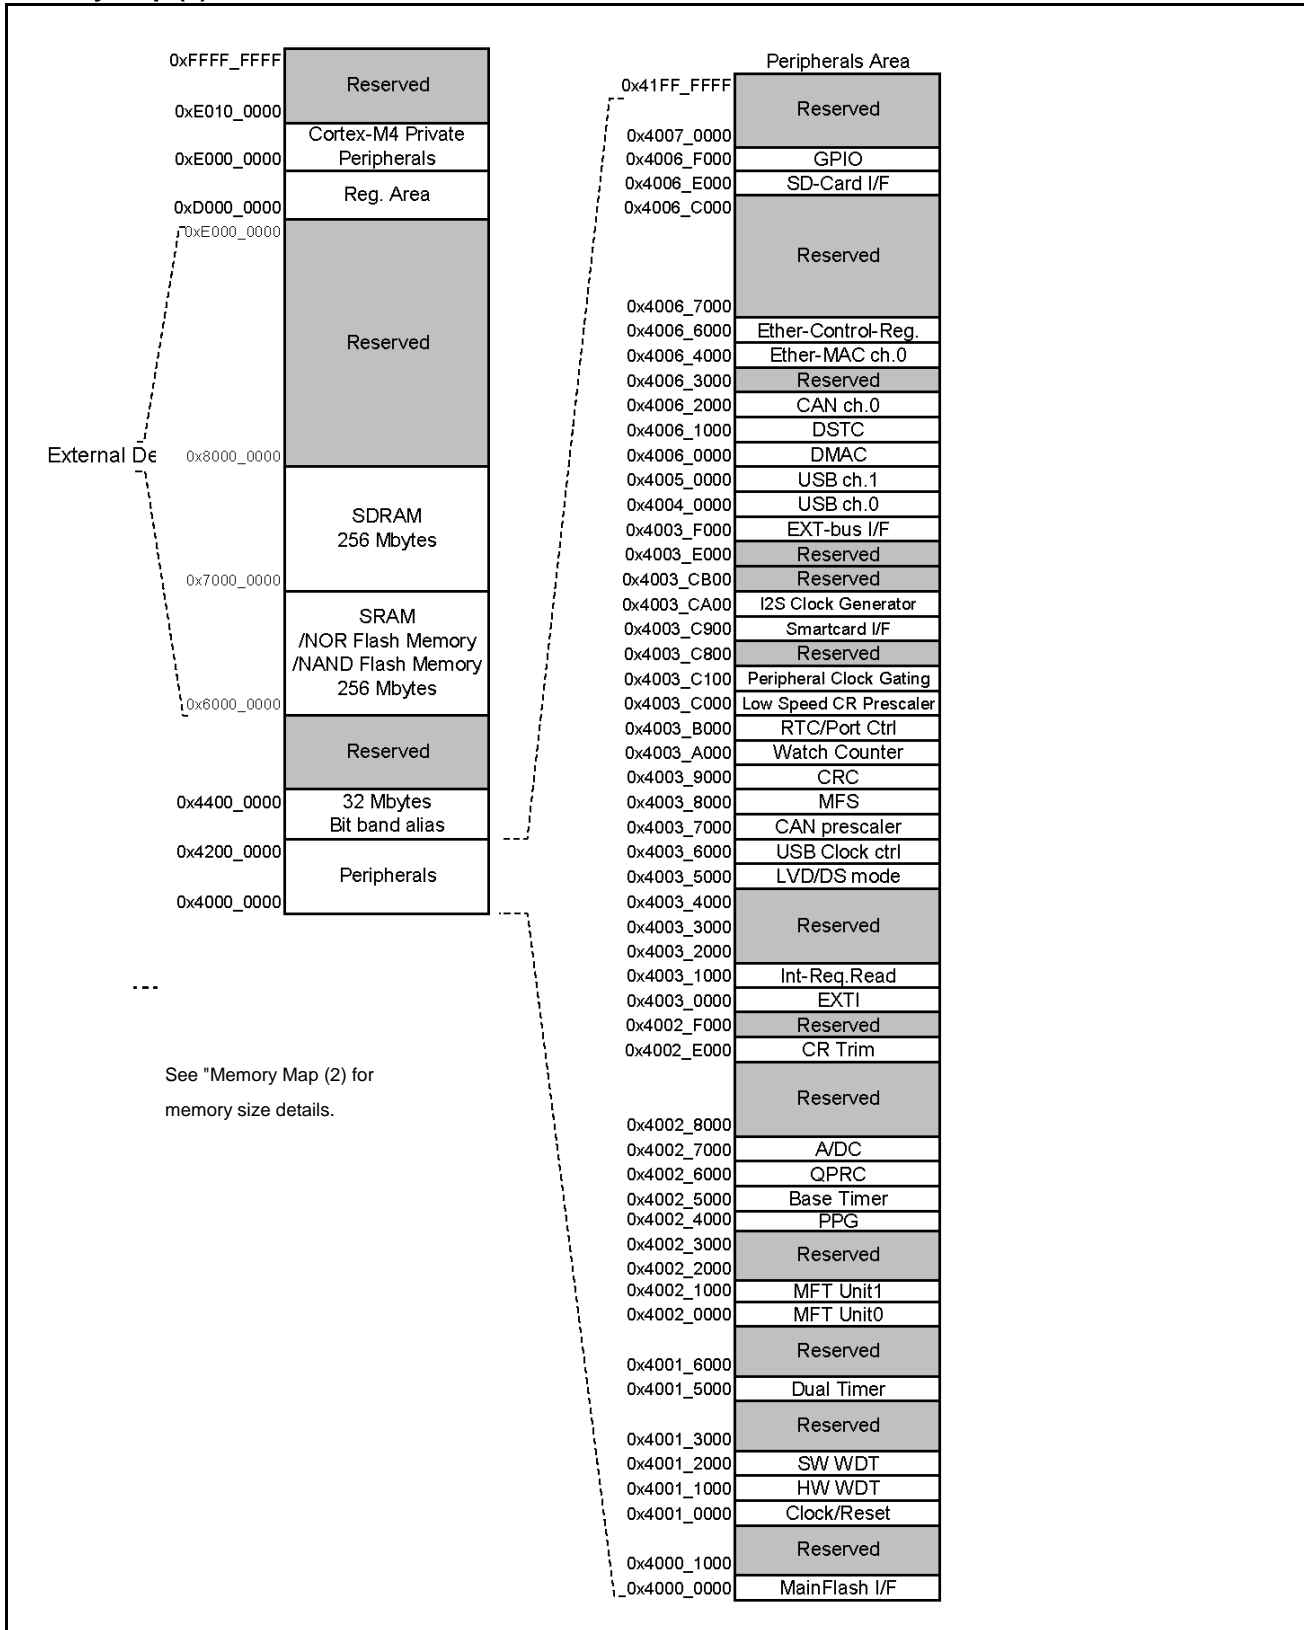 0xFFFF_FFFF
Reserved
0xE010_0000
Cortex-M4 Private
Peripherals
0xE000_0000
Reg. Area
0xD000_0000
0xE000_0000
Reserved
External De
0x8000_0000
SDRAM
256 Mbytes
0x7000_0000
SRAM
/NOR Flash Memory
/NAND Flash Memory
256 Mbytes
0x6000_0000
Reserved
0x4400_0000
32 Mbytes
Bit band alias
0x4200_0000
Peripherals
0x4000_0000
See "Memory Map (2) for
memory size details.
Peripherals Area
0x41FF_FFFF
Reserved
0x4007_0000
0x4006_F000 GPIO
0x4006_E000 SD-Card I/F
0x4006_C000
Reserved
0x4006_7000
0x4006_6000 Ether-Control-Reg.
0x4006_4000 Ether-MAC ch.0
0x4006_3000 Reserved
0x4006_2000 CAN ch.0
0x4006_1000 DSTC
0x4006_0000 DMAC
0x4005_0000 USB ch.1
0x4004_0000 USB ch.0
0x4003_F000 EXT-bus I/F
0x4003_E000 Reserved
0x4003_CB00 Reserved
0x4003_CA00 I2S Clock Generator
0x4003_C900 Smartcard I/F
0x4003_C800 Reserved
0x4003_C100 Peripheral Clock Gating
0x4003_C000 Low Speed CR Prescaler
0x4003_B000 RTC/Port Ctrl
0x4003_A000 Watch Counter
0x4003_9000 CRC
0x4003_8000 MFS
0x4003_7000 CAN prescaler
0x4003_6000 USB Clock ctrl
0x4003_5000 LVD/DS mode
0x4003_4000
0x4003_3000 Reserved
0x4003_2000
0x4003_1000 Int-Req.Read
0x4003_0000 EXTI
0x4002_F000 Reserved
0x4002_E000 CR Trim
Reserved
0x4002_8000
0x4002_7000 A/DC
0x4002_6000 QPRC
0x4002_5000 Base Timer
0x4002_4000 PPG
0x4002_3000
Reserved
0x4002_2000
0x4002_1000 MFT Unit1
0x4002_0000 MFT Unit0
Reserved
0x4001_6000
0x4001_5000 Dual Timer
Reserved
0x4001_3000
0x4001_2000 SW WDT
0x4001_1000 HW WDT
0x4001_0000 Clock/Reset
Reserved
0x4000_1000
0x4000_0000 MainFlash I/F